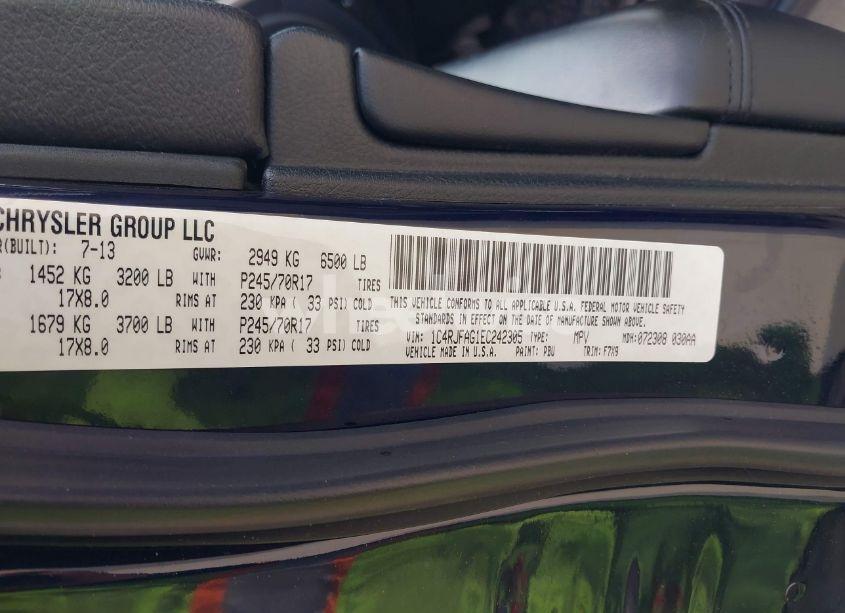 CHRYSLER GROUP LLC
R(BUILT): 7-13 GVWR: 2949 KG 6500 LB
1452 KG 3200 LB WITH P245/70R17 TIRES
17X8.0 RIMS AT 230 KPA ( 33 PSI) COLD
1679 KG 3700 LB WITH P245/70R17 TIRES
17X8.0 RIMS AT 230 KPA ( 33 PSI) COLD
THIS VEHICLE CONFORMS TO ALL APPLICABLE U.S.A. FEDERAL MOTOR VEHICLE SAFETY
STANDARDS IN EFFECT ON THE DATE OF MANUFACTURE SHOWN ABOVE.
VIN: 1C4RJFAG1EC242305 TYPE: MPV MDH: 072308 030AA
VEHICLE MADE IN U.S.A. PAINT: PBU TRIM: F7X9